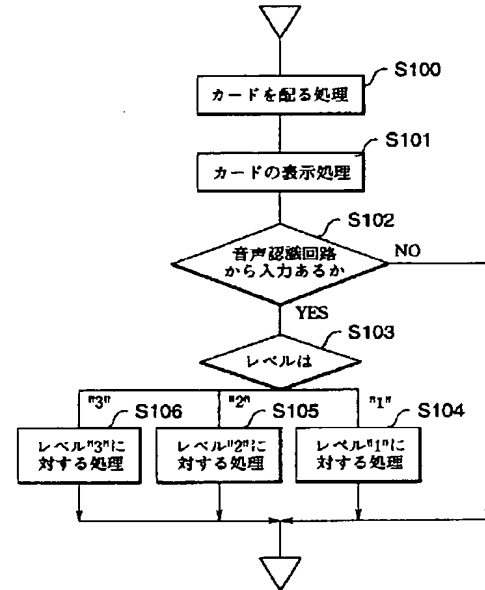 S100
カードを配る処理
S101
カードの表示処理
S102
音声認識回路
から入力あるか
NO
YES
S103
レベルは
"3"
S106
"2"
S105
"1"
S104
レベル"3"に
対する処理
レベル"2"に
対する処理
レベル"1"に
対する処理